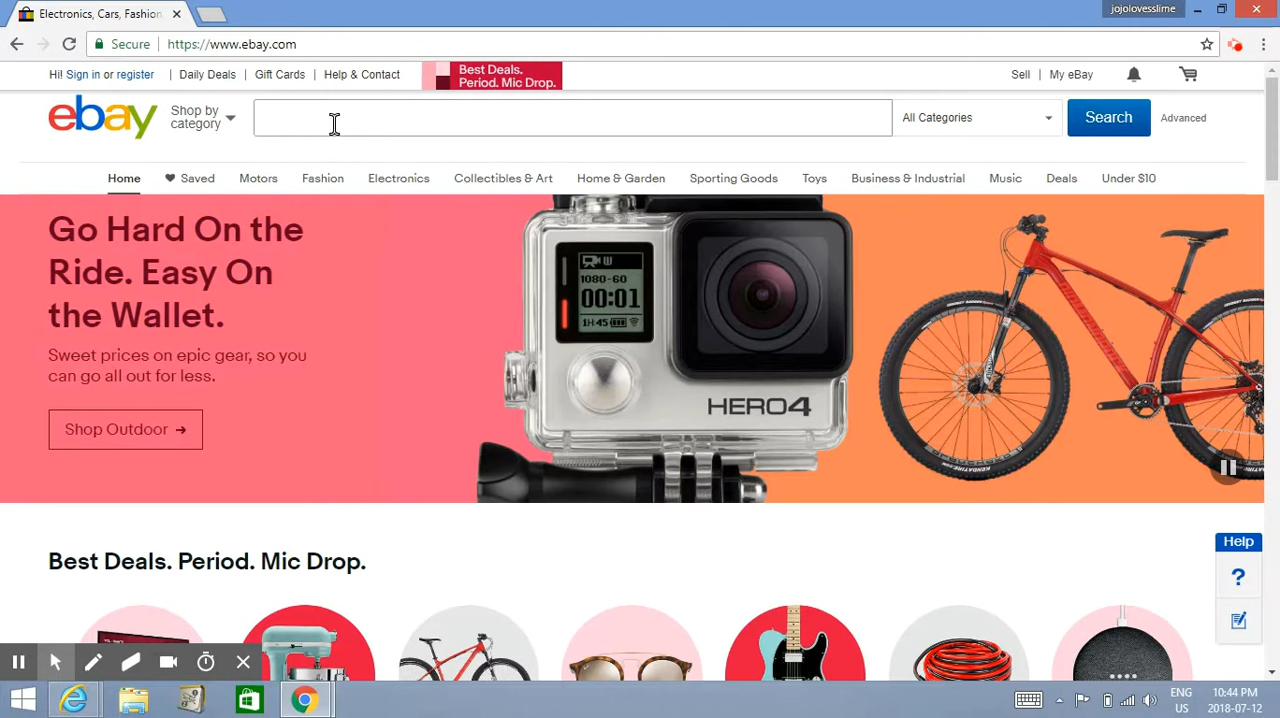 Electronics, Cars, Fashion
jojolovesslime
Secure https://www.ebay.com
Hi! Sign in or register Daily Deals Gift Cards Help & Contact
Best Deals.
Period. Mic Drop.
Sell My eBay
ebay
Shop by
category
All Categories
Search
Advanced
Home Saved Motors Fashion Electronics Collectibles & Art Home & Garden Sporting Goods Toys Business & Industrial Music Deals Under $10
Go Hard On the
Ride. Easy On
the Wallet.
Sweet prices on epic gear, so you
can go all out for less.
Shop Outdoor →
W
1080-60
00:01
1H:45
HERO4
Best Deals. Period. Mic Drop.
Help
?
ENG
US
10:44 PM
2018-07-12